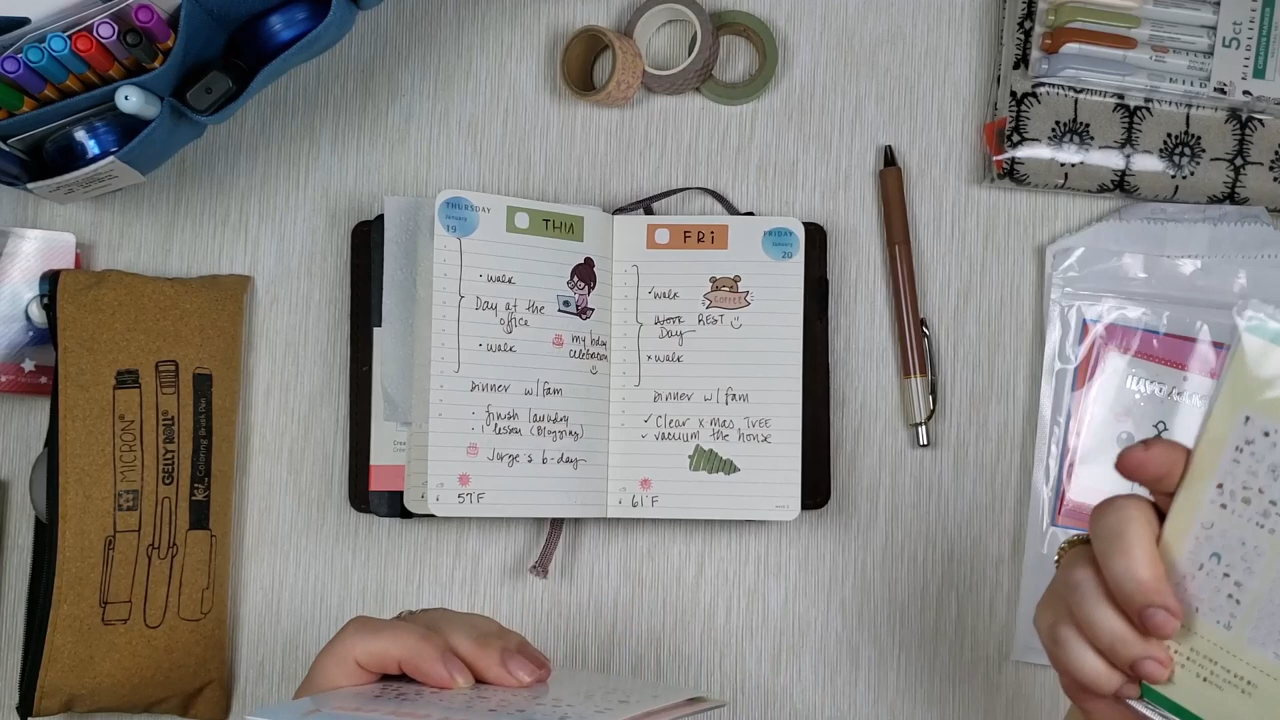 5ct
CREATIVE MARKER
MILDLINER
THURSDAY
January
19
THU
• walk
Day at the
office
• walk
my bday
celebration
Dinner w/fam
• finish laundry
• lesson (Blogging)
Jorge's b-day
57°F
FRi
FRIDAY
January
20
✓walk
COFFEE
Work REST
Day
×walk
Dinner w/fam
✓ Clear x mas TrEE
✓ vacuum the house
61°F
MICRON®
GELLY ROLL®
Koi Coloring Brush Pen